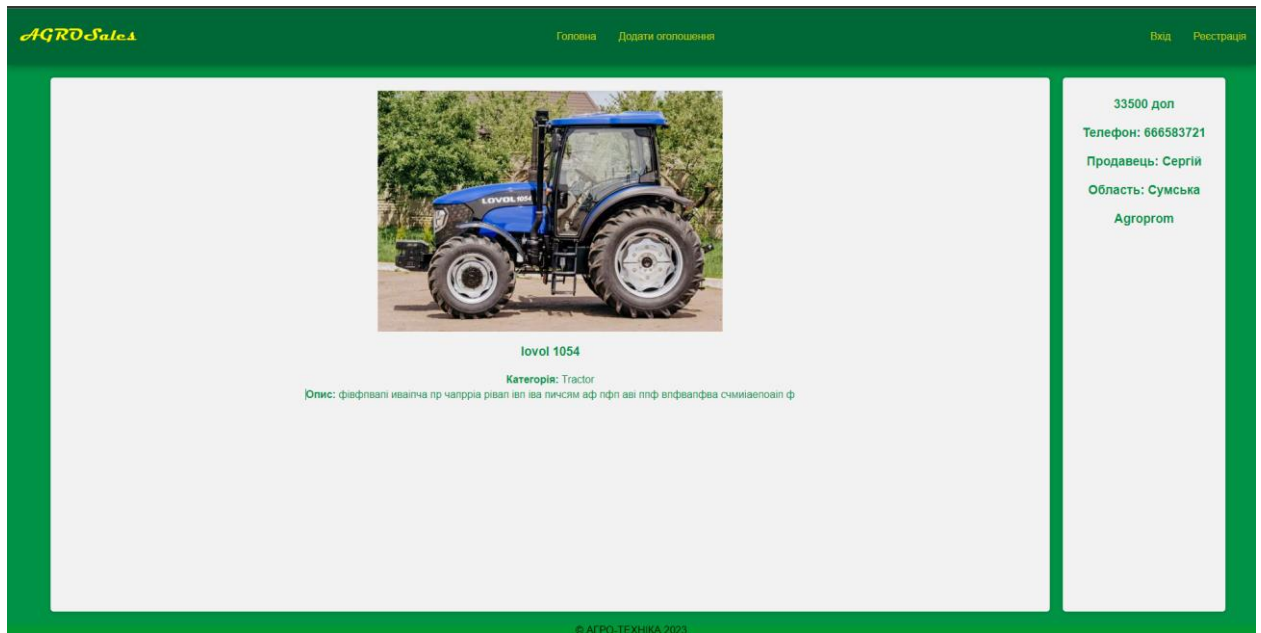 AGROSales
Головна Додати оголошення
Вхід Реєстрація
LOVOL 1054
lovol 1054
Категорія: Tractor
Опис: фівфпвапі иваіпча пр чапрріа рівап івп іва пичсям аф пфп аві ппф впфвапфва счмиіаепоаіп ф
33500 дол
Телефон: 666583721
Продавець: Сергій
Область: Сумська
Agroprom
© АГРО-ТЕХНІКА 2023